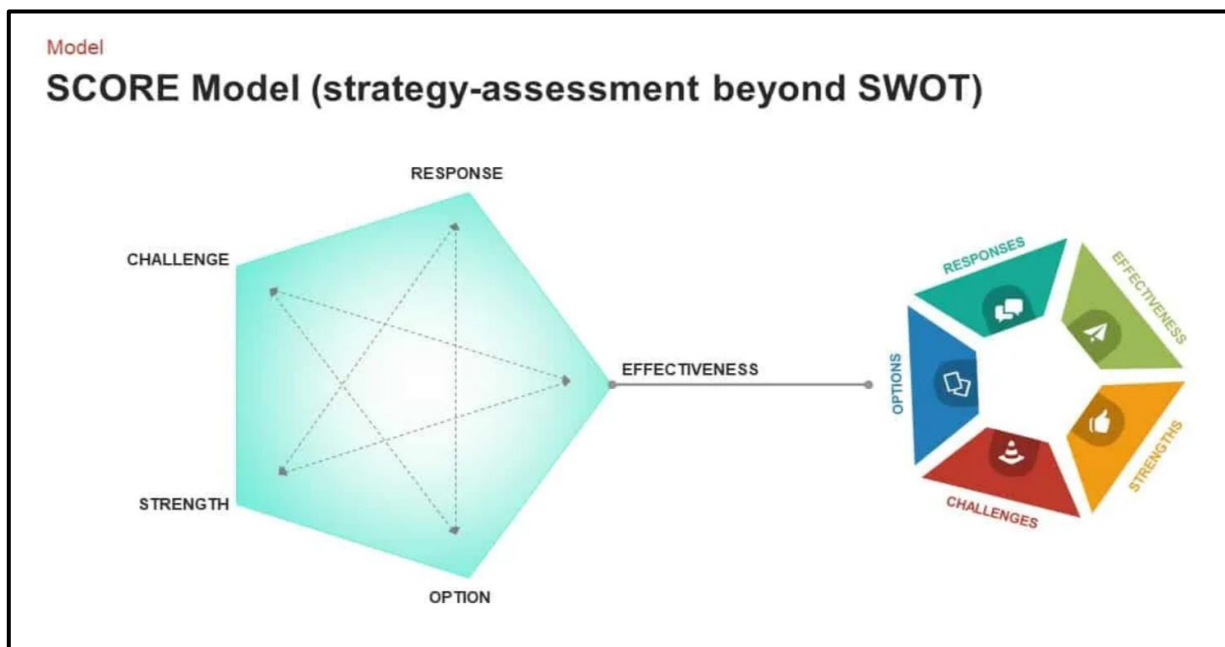 Model
SCORE Model (strategy-assessment beyond SWOT)
RESPONSE
CHALLENGE
EFFECTIVENESS
STRENGTH
OPTION
RESPONSES
EFFECTIVENESS
OPTIONS
STRENGTHS
CHALLENGES